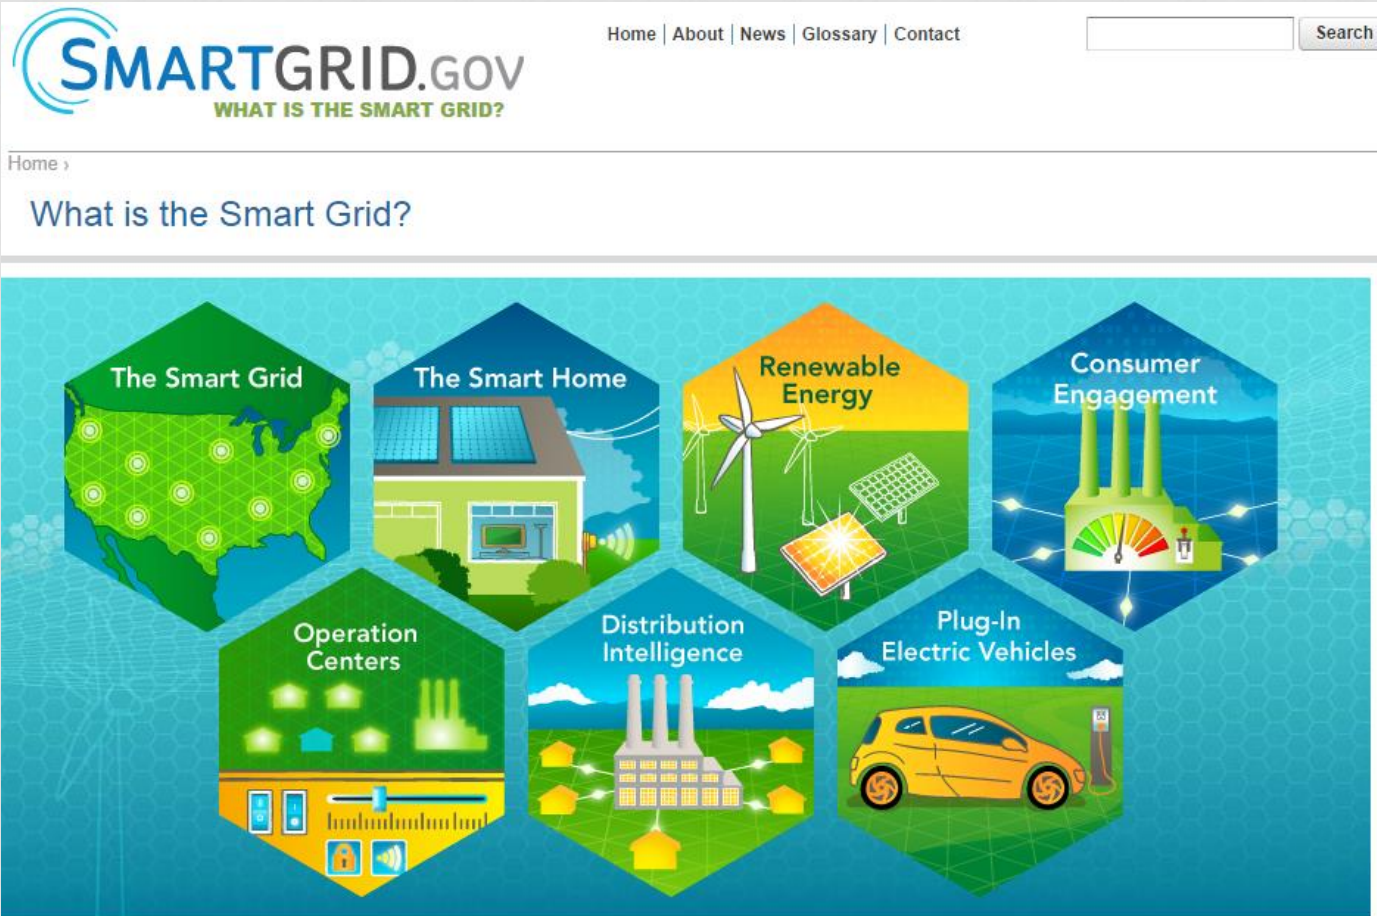 SMARTGRID.GOV
WHAT IS THE SMART GRID?
Home | About | News | Glossary | Contact
Search
Home ›
What is the Smart Grid?
The Smart Grid
The Smart Home
Renewable
Energy
Consumer
Engagement
Operation
Centers
Distribution
Intelligence
Plug-In
Electric Vehicles